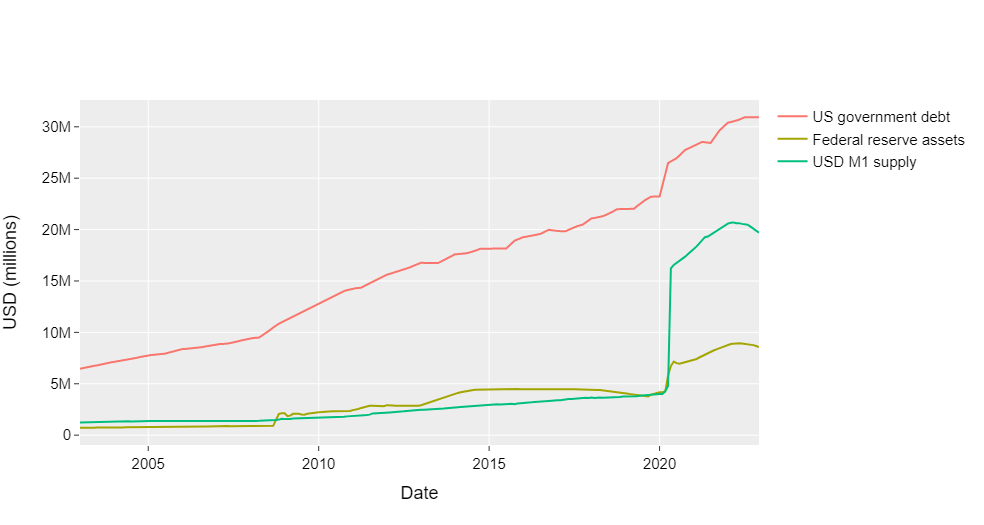 30M
25M
20M
15M
10M
5M
0
USD (millions)
2005
2010
2015
2020
Date
US government debt
Federal reserve assets
USD M1 supply